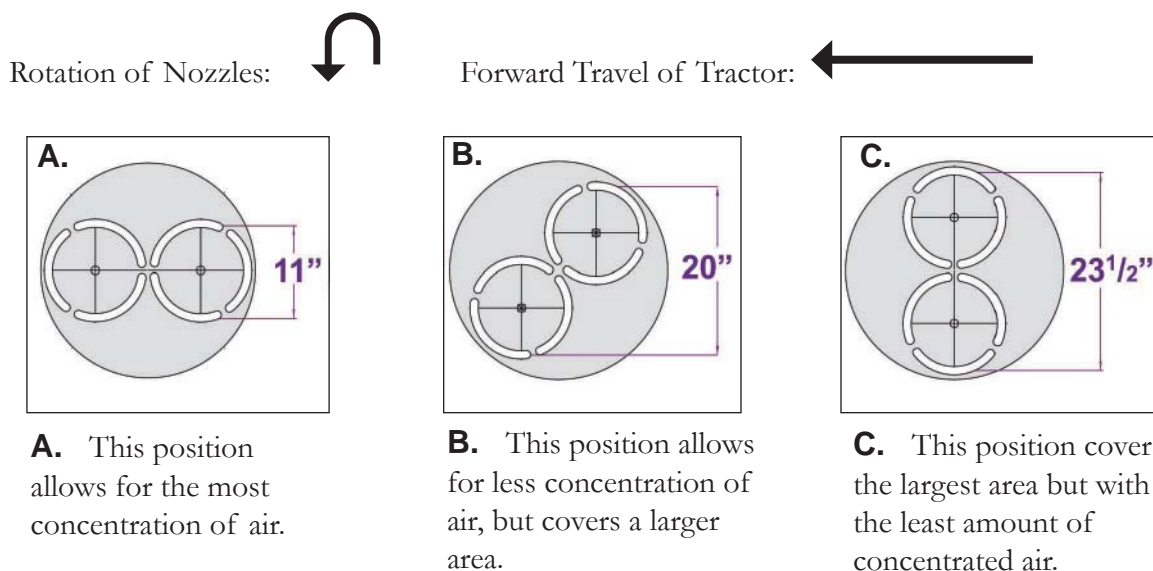 Rotation of Nozzles:
Forward Travel of Tractor:
A.
11”
B.
20”
C.
23 1/2”
A. This position
allows for the most
concentration of air.
B. This position allows
for less concentration of
air, but covers a larger
area.
C. This position cover
the largest area but with
the least amount of
concentrated air.